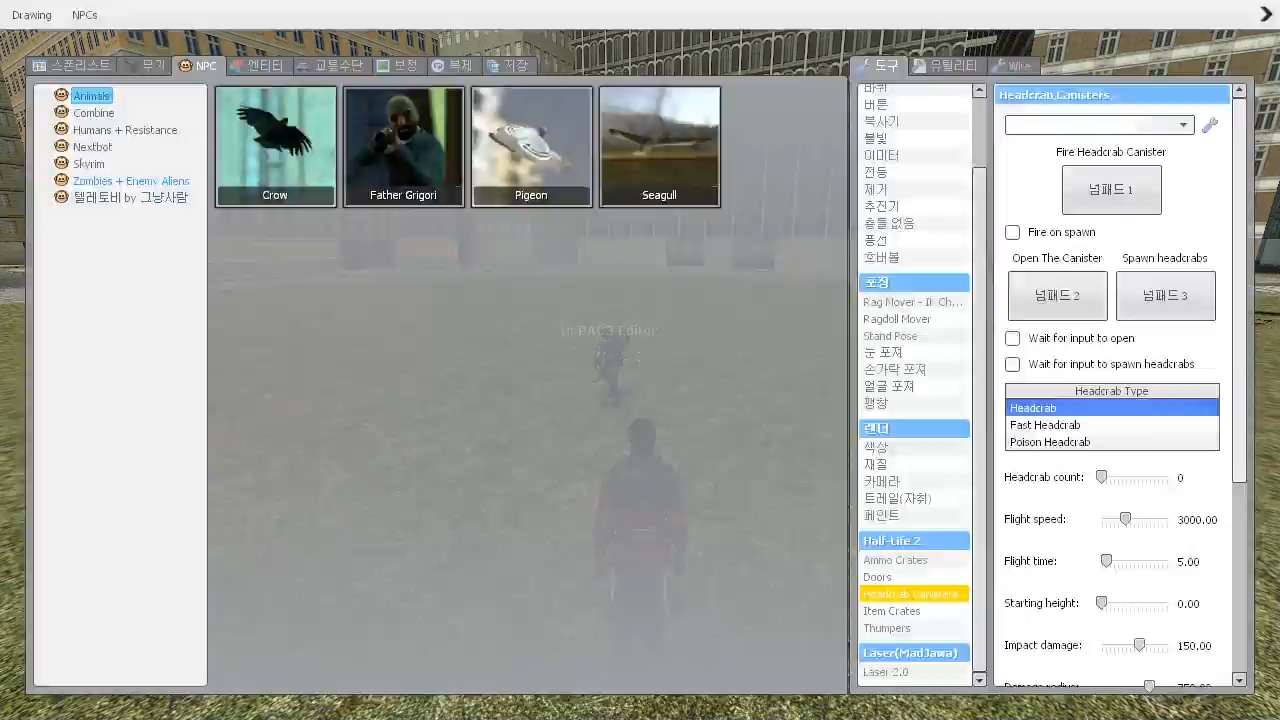 Drawing NPCs
스폰리스트 무기 NPC 엔티티 교통수단 보정 복제 저장
Animals
Combine
Humans + Resistance
Nextbot
Skyrim
Zombies + Enemy Aliens
텔레토비 by 그냥사람
Crow Father Grigori Pigeon Seagull
In PAC3 Editor
도구 유틸리티 Wire
바퀴
버튼
복사기
불빛
이미터
전등
제거
추진기
충돌 없음
풍선
호버볼
포징
Rag Mover - IK Ch...
Ragdoll Mover
Stand Pose
눈 포져
손가락 포져
얼굴 포져
팽창
렌더
색상
재질
카메라
트레일(자취)
페인트
Half-Life 2
Ammo Crates
Doors
Headcrab Canisters
Item Crates
Thumpers
Laser(MadJawa)
Laser 2.0
Headcrab Canisters
Fire Headcrab Canister
넘패드 1
Fire on spawn
Open The Canister Spawn headcrabs
넘패드 2 넘패드 3
Wait for input to open
Wait for input to spawn headcrabs
Headcrab Type
Headcrab
Fast Headcrab
Poison Headcrab
Headcrab count: 0
Flight speed: 3000.00
Flight time: 5.00
Starting height: 0.00
Impact damage: 150.00
Damage radius: 750.00